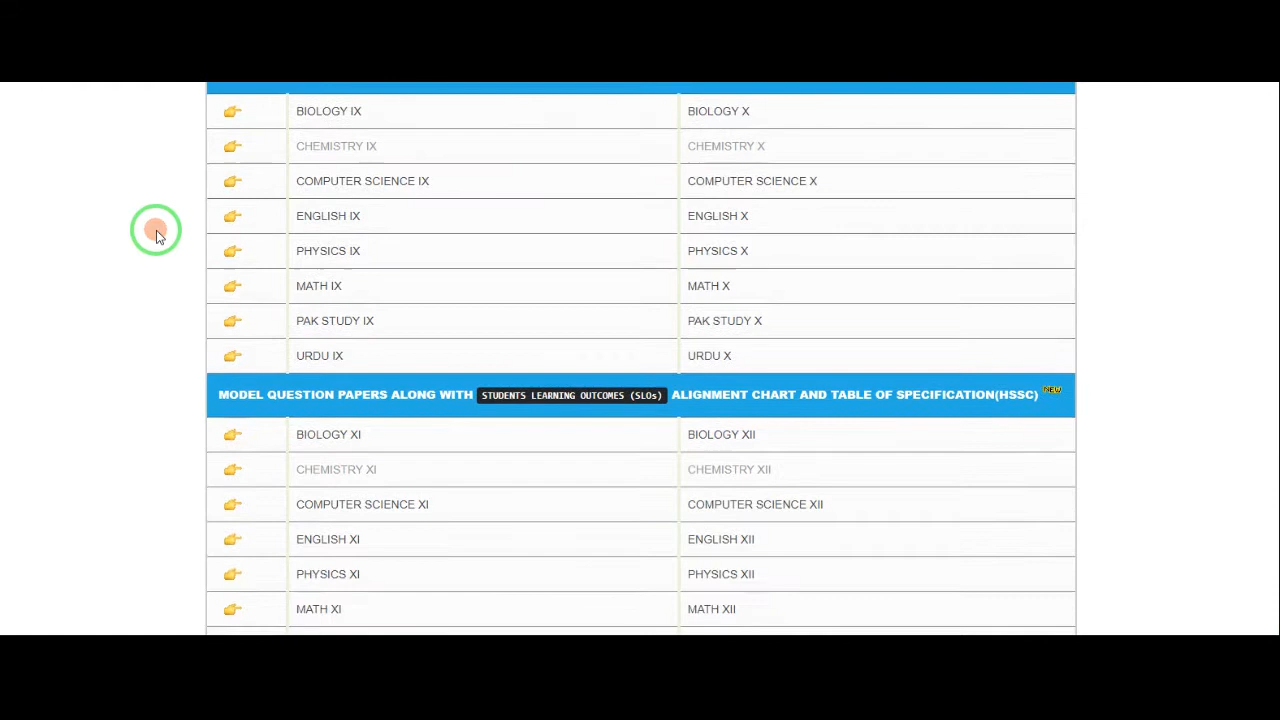 BIOLOGY IX BIOLOGY X
CHEMISTRY IX CHEMISTRY X
COMPUTER SCIENCE IX COMPUTER SCIENCE X
ENGLISH IX ENGLISH X
PHYSICS IX PHYSICS X
MATH IX MATH X
PAK STUDY IX PAK STUDY X
URDU IX URDU X
MODEL QUESTION PAPERS ALONG WITH STUDENTS LEARNING OUTCOMES (SLOs) ALIGNMENT CHART AND TABLE OF SPECIFICATION(HSSC) NEW
BIOLOGY XI BIOLOGY XII
CHEMISTRY XI CHEMISTRY XII
COMPUTER SCIENCE XI COMPUTER SCIENCE XII
ENGLISH XI ENGLISH XII
PHYSICS XI PHYSICS XII
MATH XI MATH XII